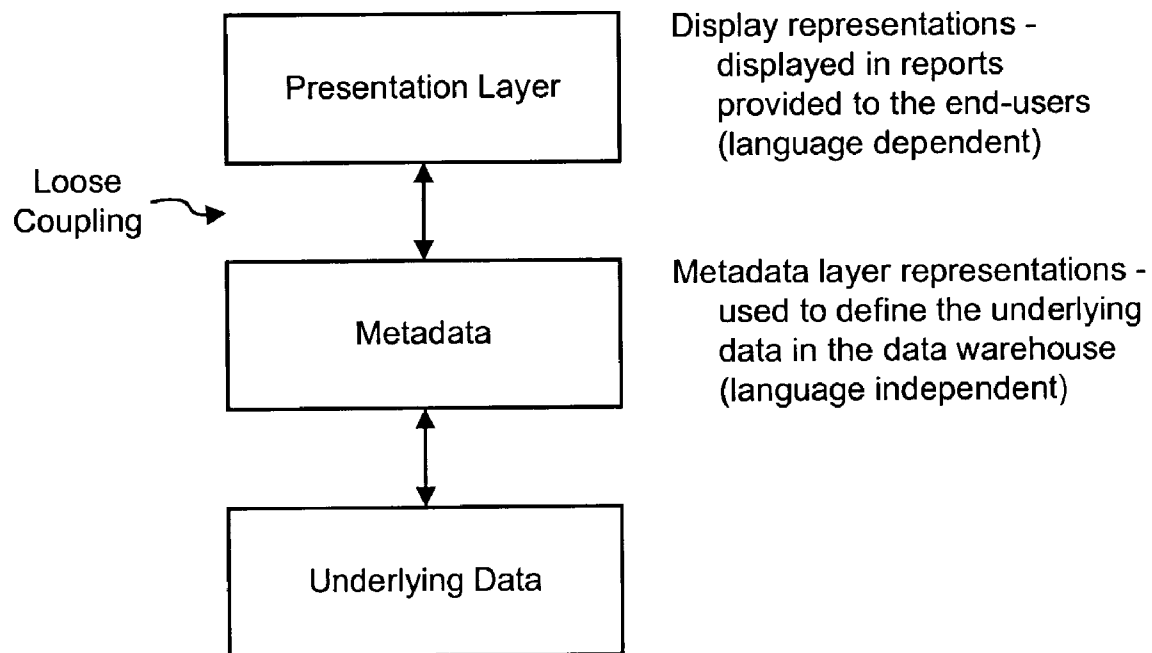 Presentation Layer
Display representations -
displayed in reports
provided to the end-users
(language dependent)
Loose
Coupling
Metadata
Metadata layer representations -
used to define the underlying
data in the data warehouse
(language independent)
Underlying Data